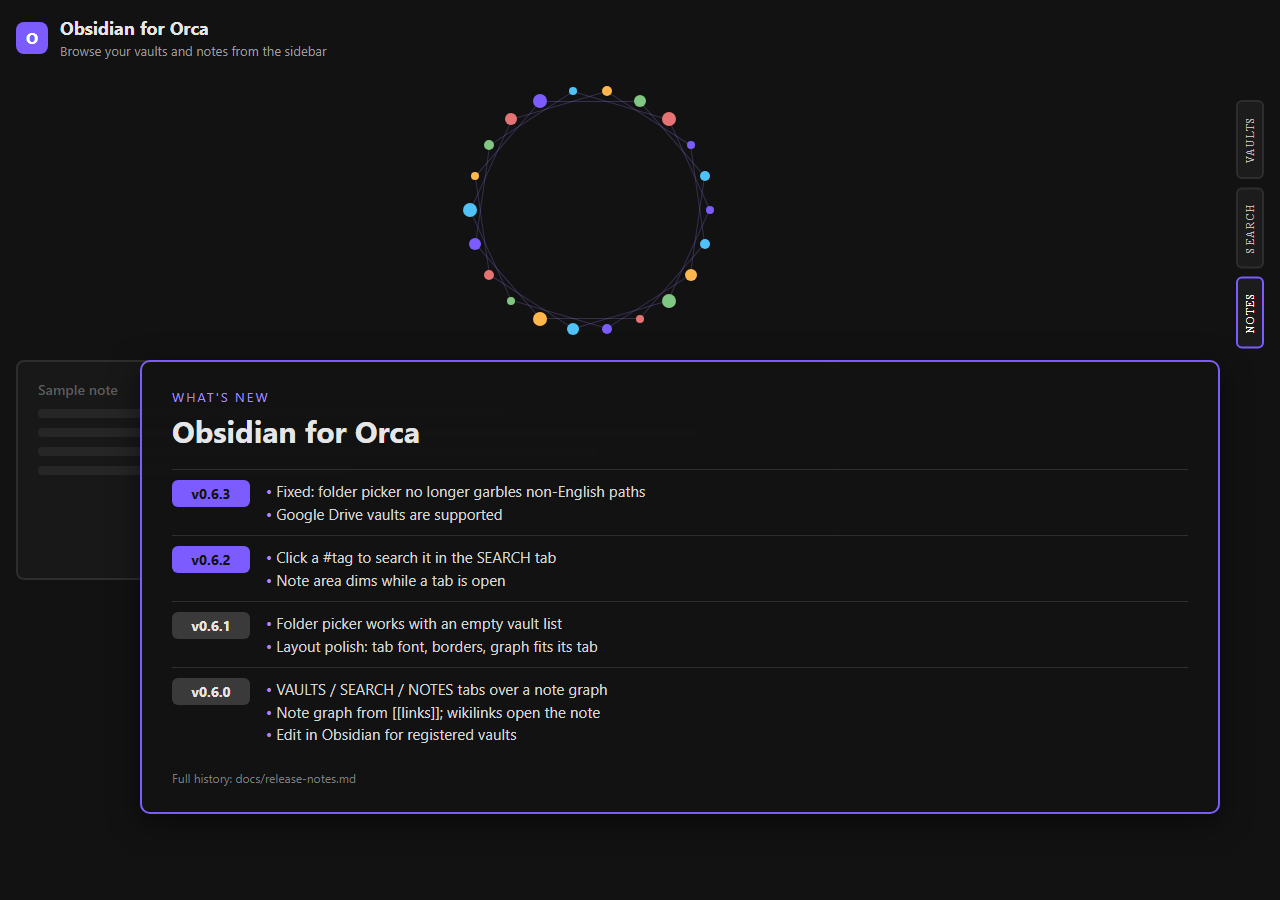 O
Obsidian for Orca
Browse your vaults and notes from the sidebar
VAULTS
SEARCH
NOTES
Sample note
WHAT'S NEW
Obsidian for Orca
v0.6.3
• Fixed: folder picker no longer garbles non-English paths
• Google Drive vaults are supported
v0.6.2
• Click a #tag to search it in the SEARCH tab
• Note area dims while a tab is open
v0.6.1
• Folder picker works with an empty vault list
• Layout polish: tab font, borders, graph fits its tab
v0.6.0
• VAULTS / SEARCH / NOTES tabs over a note graph
• Note graph from [[links]]; wikilinks open the note
• Edit in Obsidian for registered vaults
Full history: docs/release-notes.md